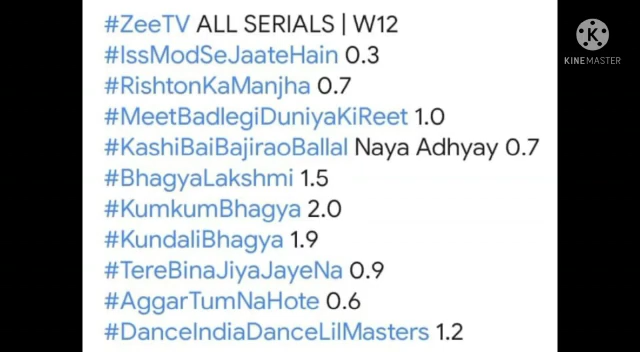 #ZeeTV ALL SERIALS | W12
#IssModSeJaateHain 0.3
#RishtonKaManjha 0.7
#MeetBadlegiDuniyaKiReet 1.0
#KashiBaiBajiraoBallal Naya Adhyay 0.7
#BhagyaLakshmi 1.5
#KumkumBhagya 2.0
#KundaliBhagya 1.9
#TereBinaJiyaJayeNa 0.9
#AggarTumNaHote 0.6
#DanceIndiaDanceLilMasters 1.2
K
KINEMASTER